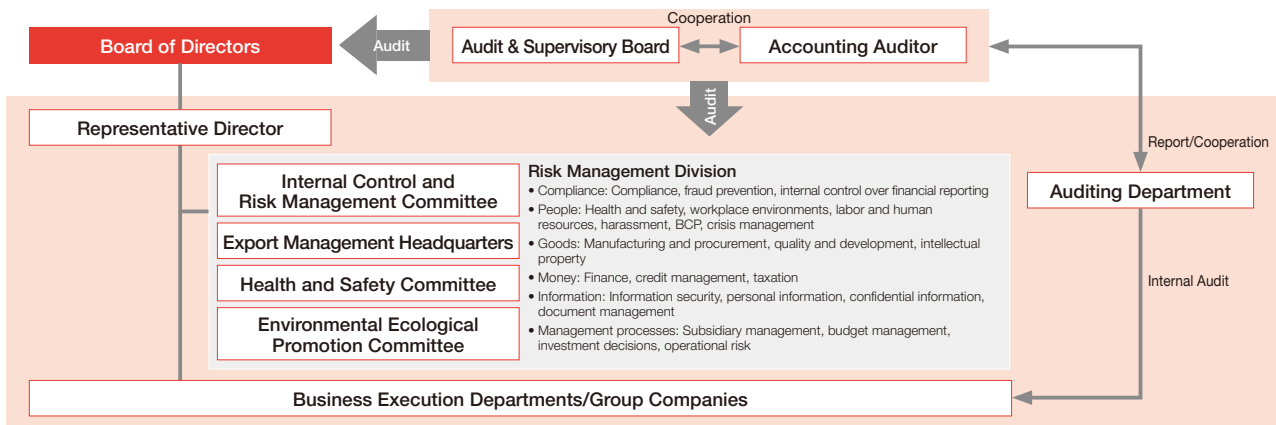 Cooperation
Board of Directors
Audit
Audit & Supervisory Board
Accounting Auditor
Audit
Representative Director
Report/Cooperation
Internal Control and
Risk Management Committee
Export Management Headquarters
Health and Safety Committee
Environmental Ecological
Promotion Committee
Risk Management Division
• Compliance: Compliance, fraud prevention, internal control over financial reporting
• People: Health and safety, workplace environments, labor and human
resources, harassment, BCP, crisis management
• Goods: Manufacturing and procurement, quality and development, intellectual
property
• Money: Finance, credit management, taxation
• Information: Information security, personal information, confidential information,
document management
• Management processes: Subsidiary management, budget management,
investment decisions, operational risk
Auditing Department
Internal Audit
Business Execution Departments/Group Companies